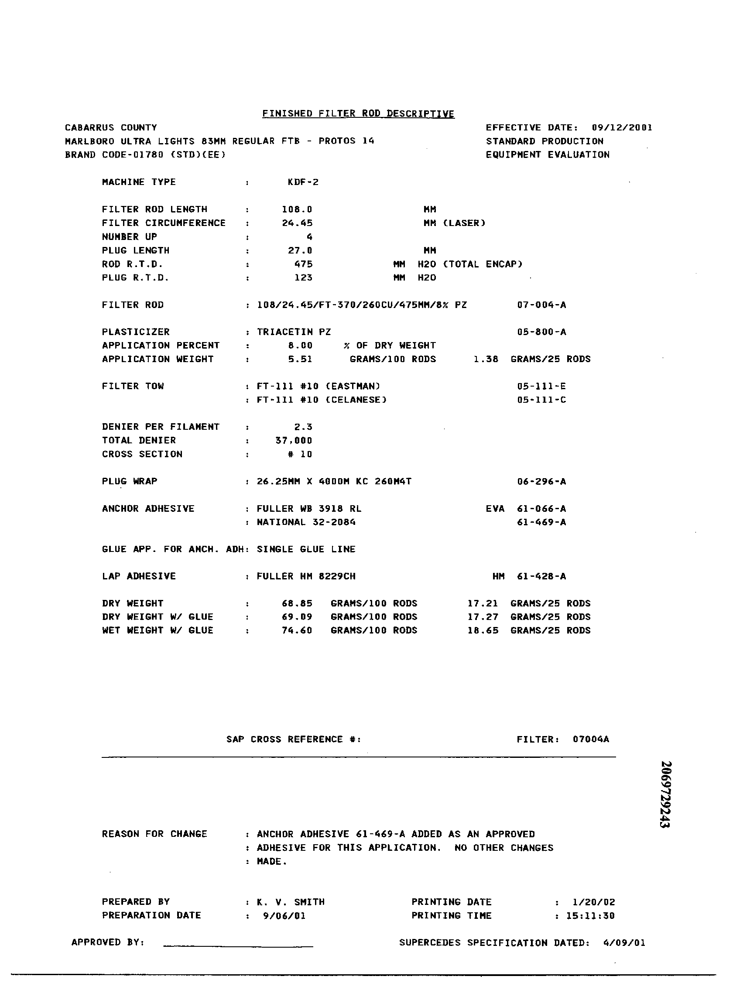 FINISHED FILTER ROD DESCRIPTIVE
CABARRUS COUNTY EFFECTIVE DATE: 09/12/2001
MARLBORO ULTRA LIGHTS 83MM REGULAR FTB - PROTOS 14 STANDARD PRODUCTION
BRAND CODE-01780 (STD)(EE) EQUIPMENT EVALUATION
MACHINE TYPE : KDF-2
FILTER ROD LENGTH : 108.0 MM
FILTER CIRCUMFERENCE : 24.45 MM (LASER)
NUMBER UP : 4
PLUG LENGTH : 27.0 MM
ROD R.T.D. : 475 MM H2O (TOTAL ENCAP)
PLUG R.T.D. : 123 MM H2O
FILTER ROD : 108/24.45/FT-370/260CU/475MM/8% PZ 07-004-A
PLASTICIZER : TRIACETIN PZ 05-800-A
APPLICATION PERCENT : 8.00 % OF DRY WEIGHT
APPLICATION WEIGHT : 5.51 GRAMS/100 RODS 1.38 GRAMS/25 RODS
FILTER TOW : FT-111 #10 (EASTMAN) 05-111-E
: FT-111 #10 (CELANESE) 05-111-C
DENIER PER FILAMENT : 2.3
TOTAL DENIER : 37,000
CROSS SECTION : # 10
PLUG WRAP : 26.25MM X 4000M KC 260M4T 06-296-A
ANCHOR ADHESIVE : FULLER WB 3918 RL EVA 61-066-A
: NATIONAL 32-2084 61-469-A
GLUE APP. FOR ANCH. ADH: SINGLE GLUE LINE
LAP ADHESIVE : FULLER HM 8229CH HM 61-428-A
DRY WEIGHT : 68.85 GRAMS/100 RODS 17.21 GRAMS/25 RODS
DRY WEIGHT W/ GLUE : 69.09 GRAMS/100 RODS 17.27 GRAMS/25 RODS
WET WEIGHT W/ GLUE : 74.60 GRAMS/100 RODS 18.65 GRAMS/25 RODS
SAP CROSS REFERENCE #: FILTER: 07004A
2069729243
REASON FOR CHANGE : ANCHOR ADHESIVE 61-469-A ADDED AS AN APPROVED
: ADHESIVE FOR THIS APPLICATION. NO OTHER CHANGES
: MADE.
PREPARED BY : K. V. SMITH PRINTING DATE : 1/20/02
PREPARATION DATE : 9/06/01 PRINTING TIME : 15:11:30
APPROVED BY: SUPERCEDES SPECIFICATION DATED: 4/09/01